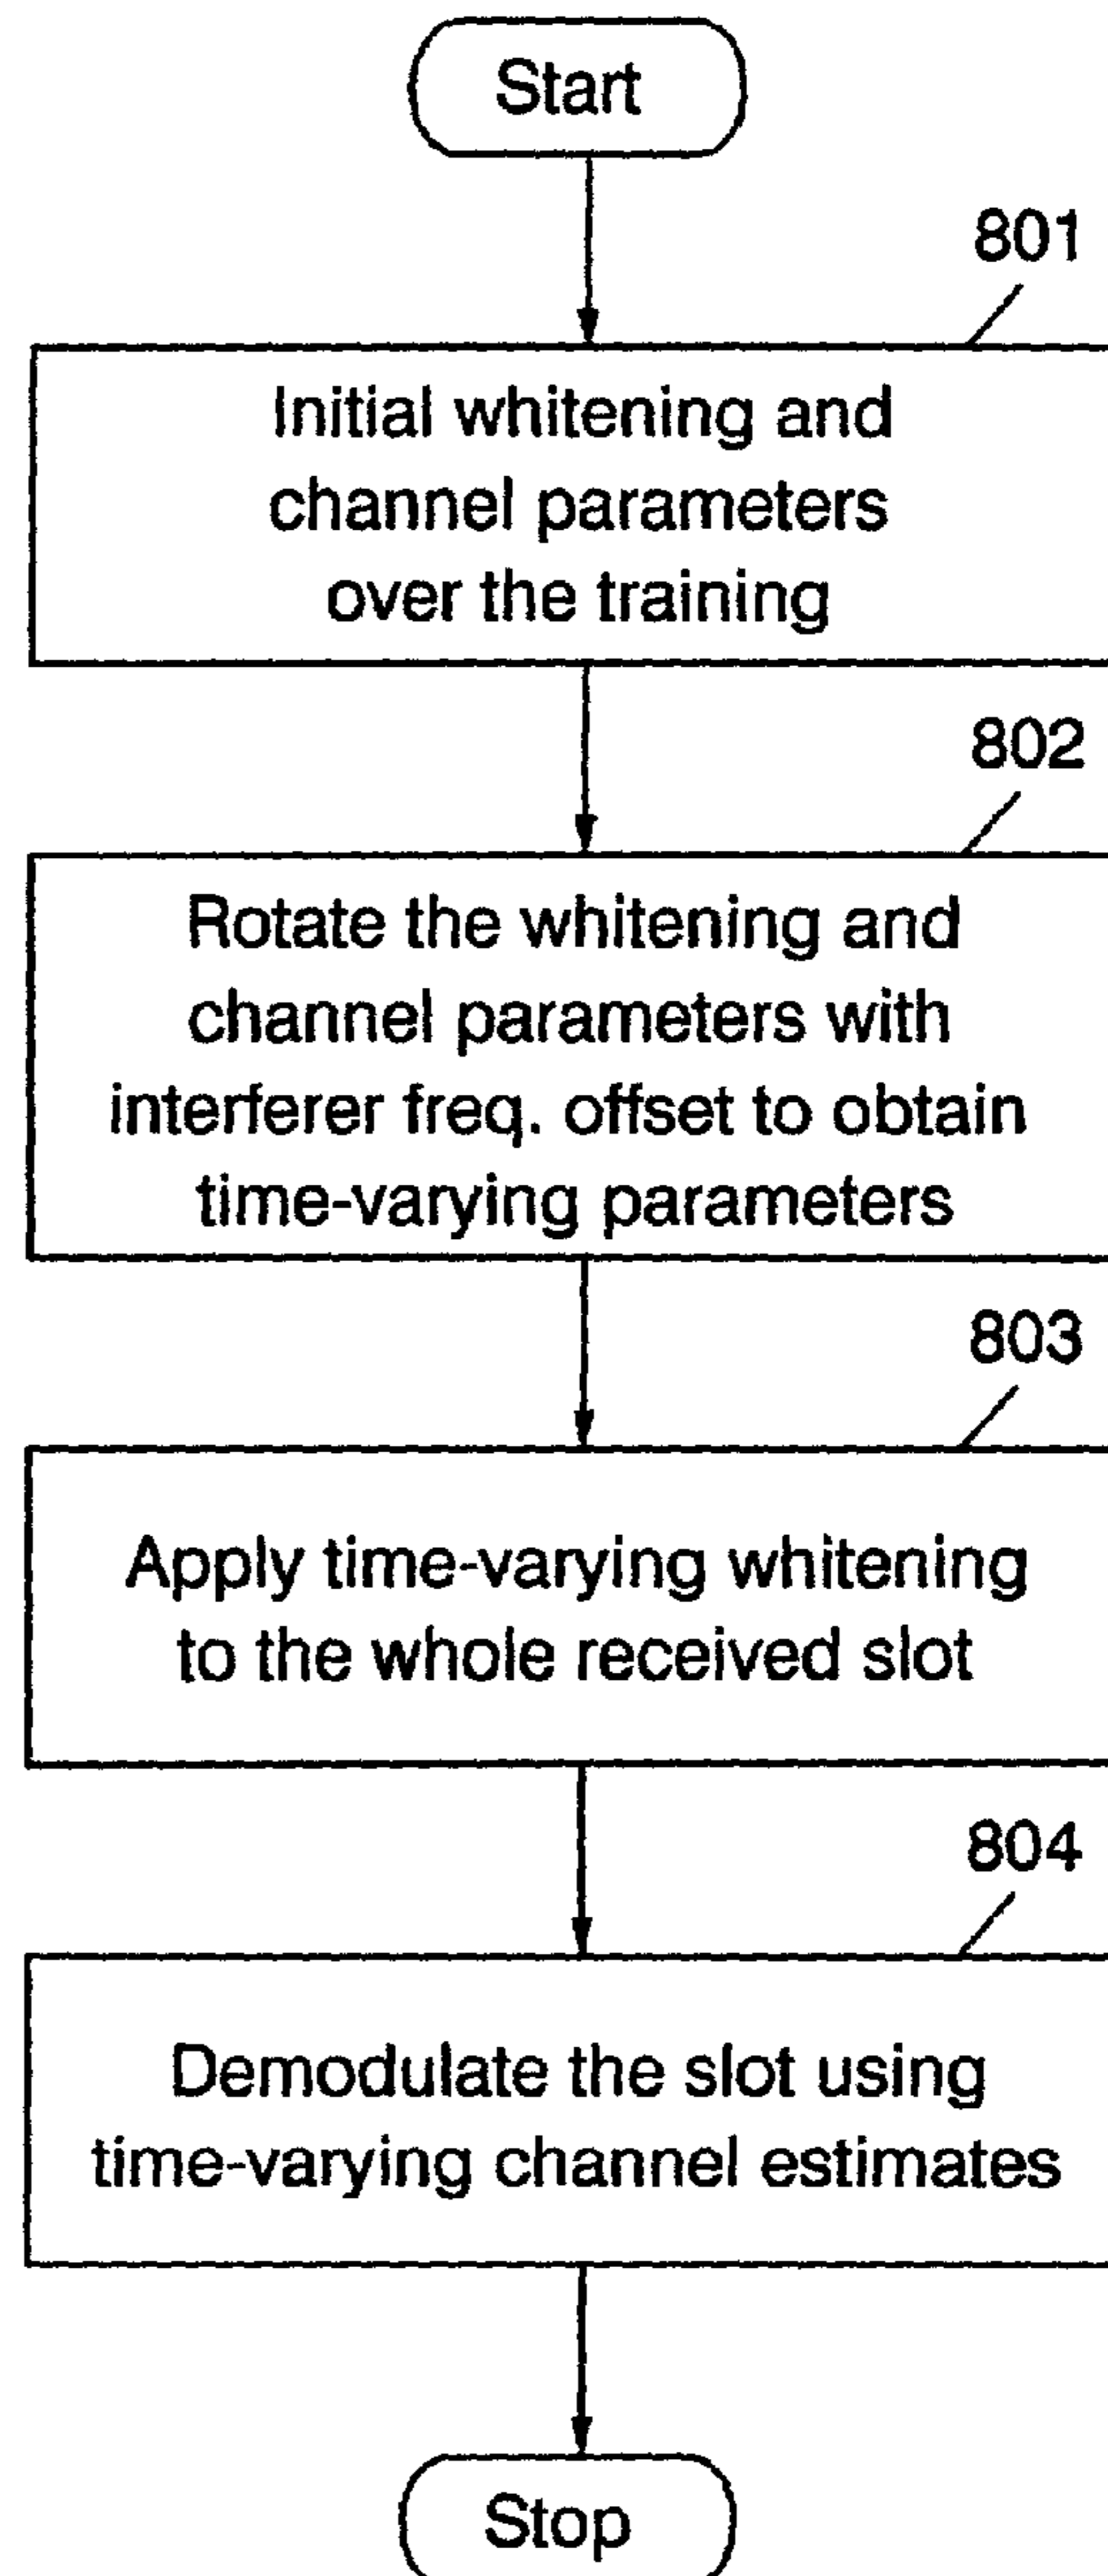 Start
801
Initial whitening and
channel parameters
over the training
802
Rotate the whitening and
channel parameters with
interferer freq. offset to obtain
time-varying parameters
803
Apply time-varying whitening
to the whole received slot
804
Demodulate the slot using
time-varying channel estimates
Stop